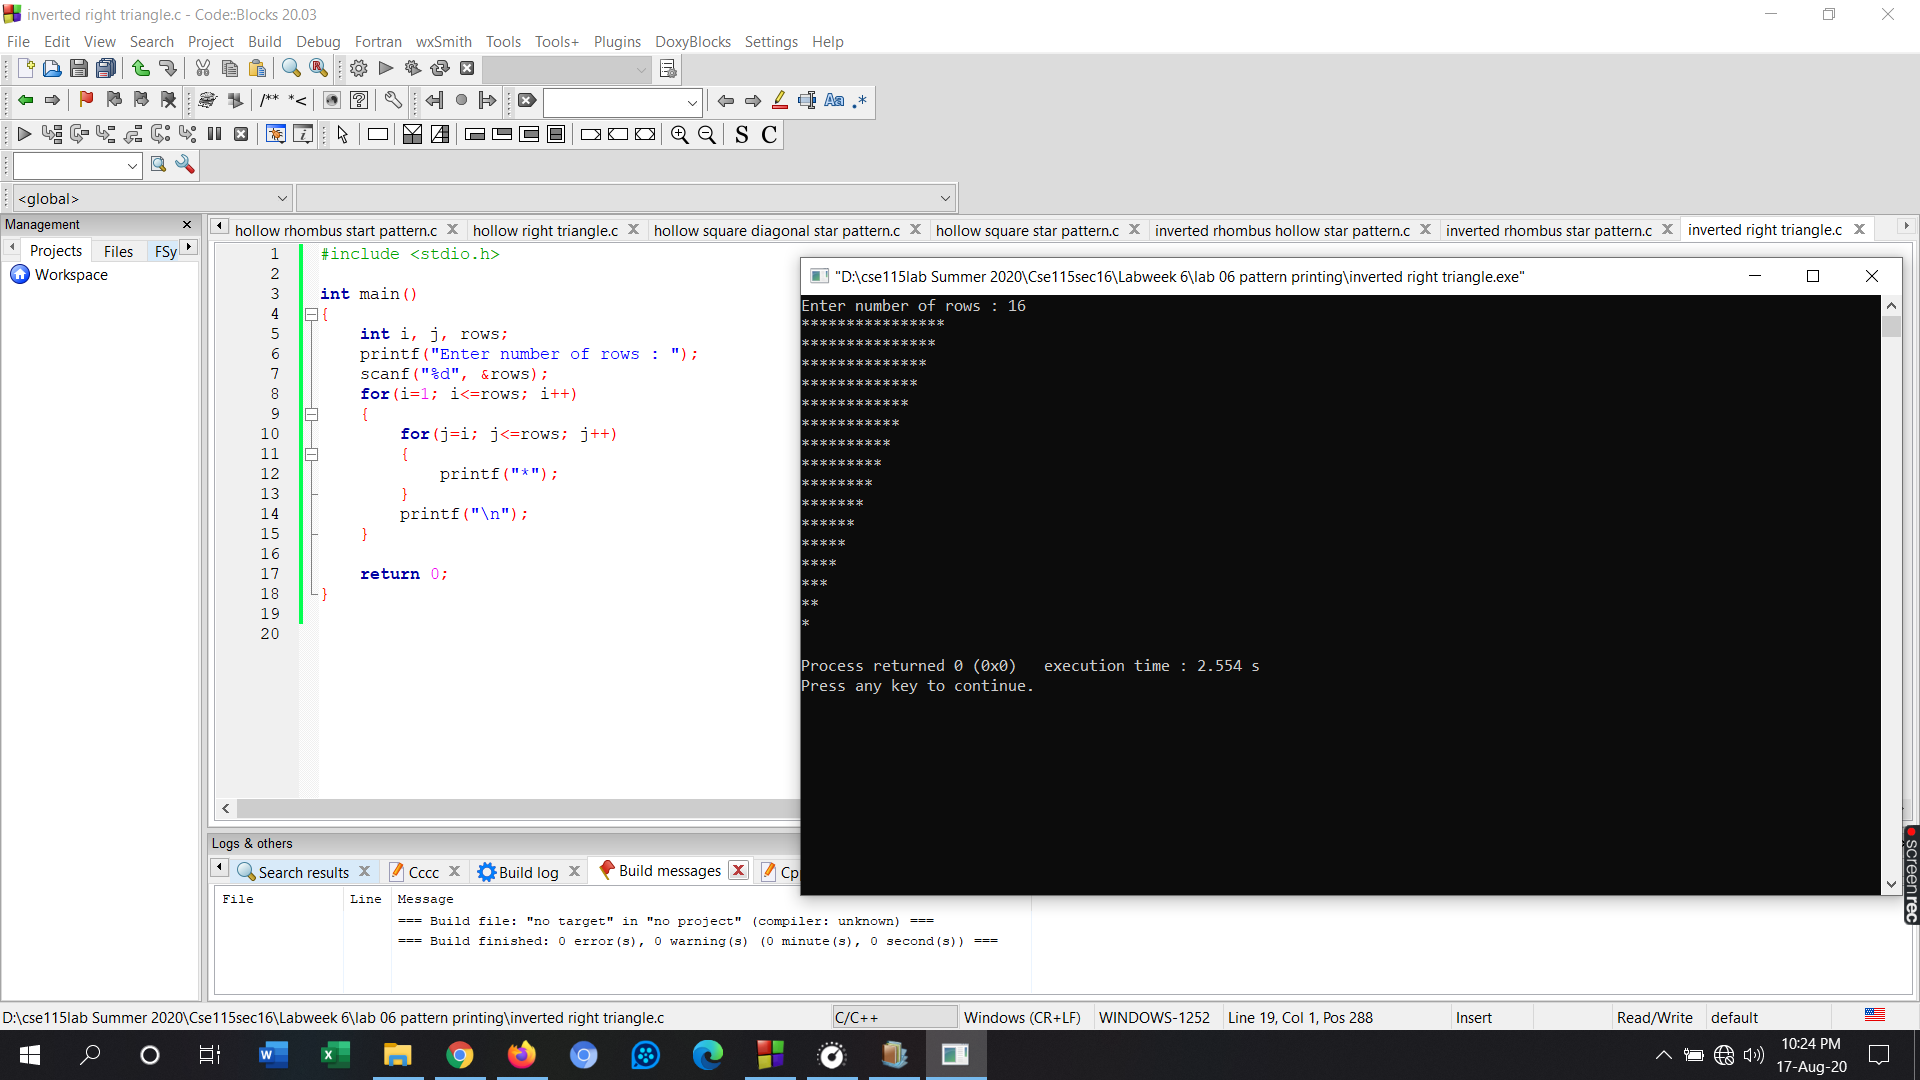 inverted right triangle.c - Code::Blocks 20.03
File Edit View Search Project Build Debug Fortran wxSmith Tools Tools+ Plugins DoxyBlocks Settings Help
/** *<
Aa .*
S C
<global>
Management
Projects Files FSy
Workspace
hollow rhombus start pattern.c hollow right triangle.c hollow square diagonal star pattern.c hollow square star pattern.c inverted rhombus hollow star pattern.c inverted rhombus star pattern.c inverted right triangle.c
1 #include <stdio.h>
2
3 int main()
4 {
5 int i, j, rows;
6 printf("Enter number of rows : ");
7 scanf("%d", &rows);
8 for(i=1; i<=rows; i++)
9 {
10 for(j=i; j<=rows; j++)
11 {
12 printf("*");
13 }
14 printf("\n");
15 }
16
17 return 0;
18 }
19
20
"D:\cse115lab Summer 2020\Cse115sec16\Labweek 6\lab 06 pattern printing\inverted right triangle.exe"
Enter number of rows : 16
****************
***************
**************
*************
************
***********
**********
*********
********
*******
******
*****
****
***
**
*
Process returned 0 (0x0) execution time : 2.554 s
Press any key to continue.
Logs & others
Search results Cccc Build log Build messages Cp
File Line Message
=== Build file: "no target" in "no project" (compiler: unknown) ===
=== Build finished: 0 error(s), 0 warning(s) (0 minute(s), 0 second(s)) ===
screenrec
D:\cse115lab Summer 2020\Cse115sec16\Labweek 6\lab 06 pattern printing\inverted right triangle.c C/C++ Windows (CR+LF) WINDOWS-1252 Line 19, Col 1, Pos 288 Insert Read/Write default
10:24 PM
17-Aug-20